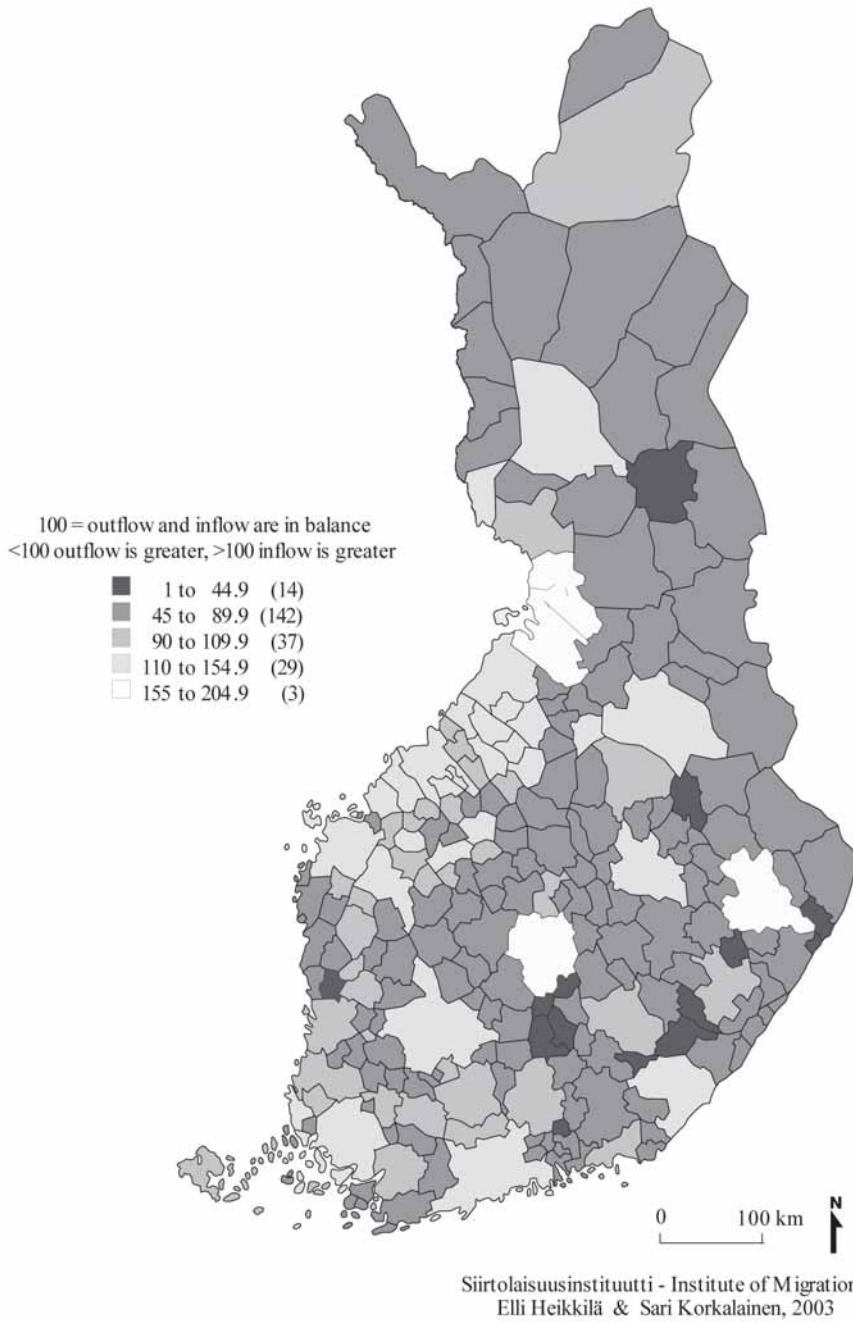 100 = outflow and inflow are in balance
<100 outflow is greater, >100 inflow is greater
1 to 44.9 (14)
45 to 89.9 (142)
90 to 109.9 (37)
110 to 154.9 (29)
155 to 204.9 (3)
N
0 100 km
Siirtolaisuusinstituutti - Institute of Migration
Elli Heikkilä & Sari Korkalainen, 2003